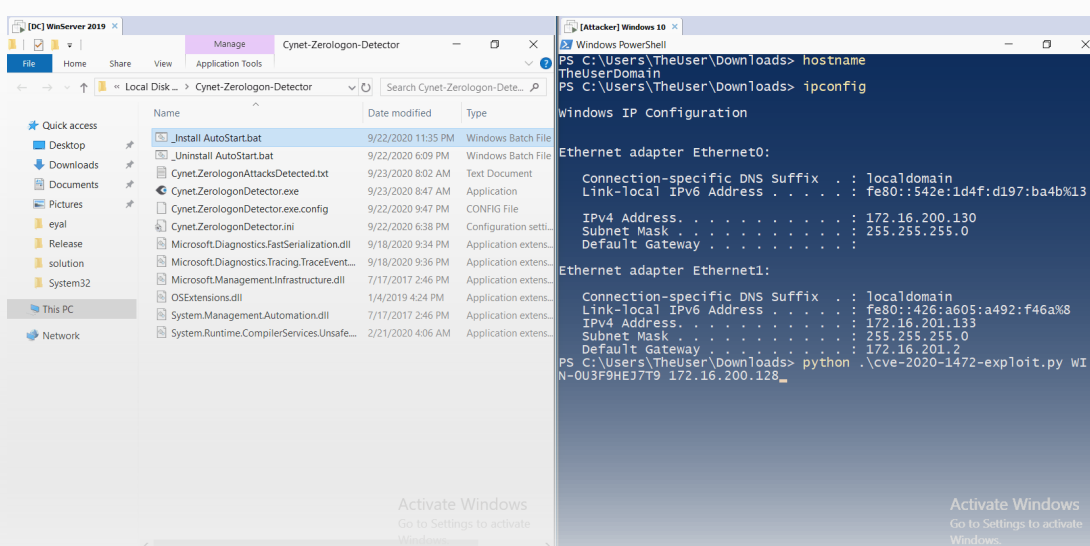 [DC] WinServer 2019
Manage
Cynet-Zerologon-Detector
File
Home
Share
View
Application Tools
« Local Disk ... > Cynet-Zerologon-Detector
Search Cynet-Zerologon-Dete...
Name
Date modified
Type
Quick access
Desktop
Downloads
Documents
Pictures
eyal
Release
solution
System32
This PC
Network
_Install AutoStart.bat 9/22/2020 11:35 PM Windows Batch File
_Uninstall AutoStart.bat 9/22/2020 6:09 PM Windows Batch File
Cynet.ZerologonAttacksDetected.txt 9/23/2020 8:02 AM Text Document
Cynet.ZerologonDetector.exe 9/23/2020 8:47 AM Application
Cynet.ZerologonDetector.exe.config 9/22/2020 9:47 PM CONFIG File
Cynet.ZerologonDetector.ini 9/22/2020 6:38 PM Configuration setti...
Microsoft.Diagnostics.FastSerialization.dll 9/18/2020 9:34 PM Application extens...
Microsoft.Diagnostics.Tracing.TraceEvent.... 9/18/2020 9:36 PM Application extens...
Microsoft.Management.Infrastructure.dll 7/17/2017 2:46 PM Application extens...
OSExtensions.dll 1/4/2019 4:24 PM Application extens...
System.Management.Automation.dll 7/17/2017 2:46 PM Application extens...
System.Runtime.CompilerServices.Unsafe.... 2/21/2020 4:06 AM Application extens...
Activate Windows
Go to Settings to activate
Windows.
[Attacker] Windows 10
Windows PowerShell
PS C:\Users\TheUser\Downloads> hostname
TheUserDomain
PS C:\Users\TheUser\Downloads> ipconfig
Windows IP Configuration
Ethernet adapter Ethernet0:
Connection-specific DNS Suffix . : localdomain
Link-local IPv6 Address . . . . . : fe80::542e:1d4f:d197:ba4b%13
IPv4 Address. . . . . . . . . . . : 172.16.200.130
Subnet Mask . . . . . . . . . . . : 255.255.255.0
Default Gateway . . . . . . . . . :
Ethernet adapter Ethernet1:
Connection-specific DNS Suffix . : localdomain
Link-local IPv6 Address . . . . . : fe80::426:a605:a492:f46a%8
IPv4 Address. . . . . . . . . . . : 172.16.201.133
Subnet Mask . . . . . . . . . . . : 255.255.255.0
Default Gateway . . . . . . . . . : 172.16.201.2
PS C:\Users\TheUser\Downloads> python .\cve-2020-1472-exploit.py WI
N-OU3F9HEJ7T9 172.16.200.128_
Activate Windows
Go to Settings to activate
Windows.